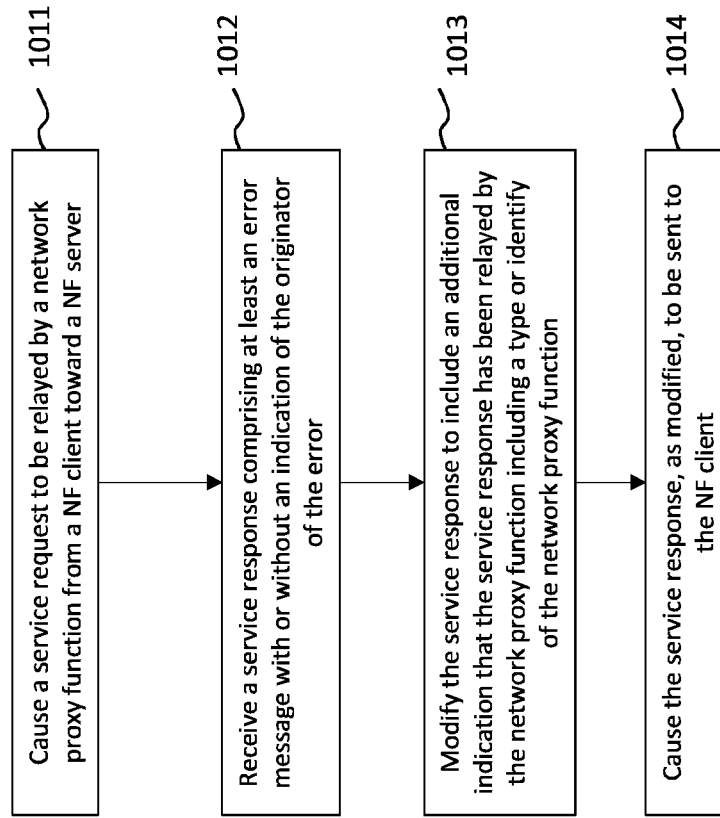 Cause a service request to be relayed by a network
proxy function from a NF client toward a NF server
1011
Receive a service response comprising at least an error
message with or without an indication of the originator
of the error
1012
Modify the service response to include an additional
indication that the service response has been relayed by
the network proxy function including a type or identify
of the network proxy function
1013
Cause the service response, as modified, to be sent to
the NF client
1014